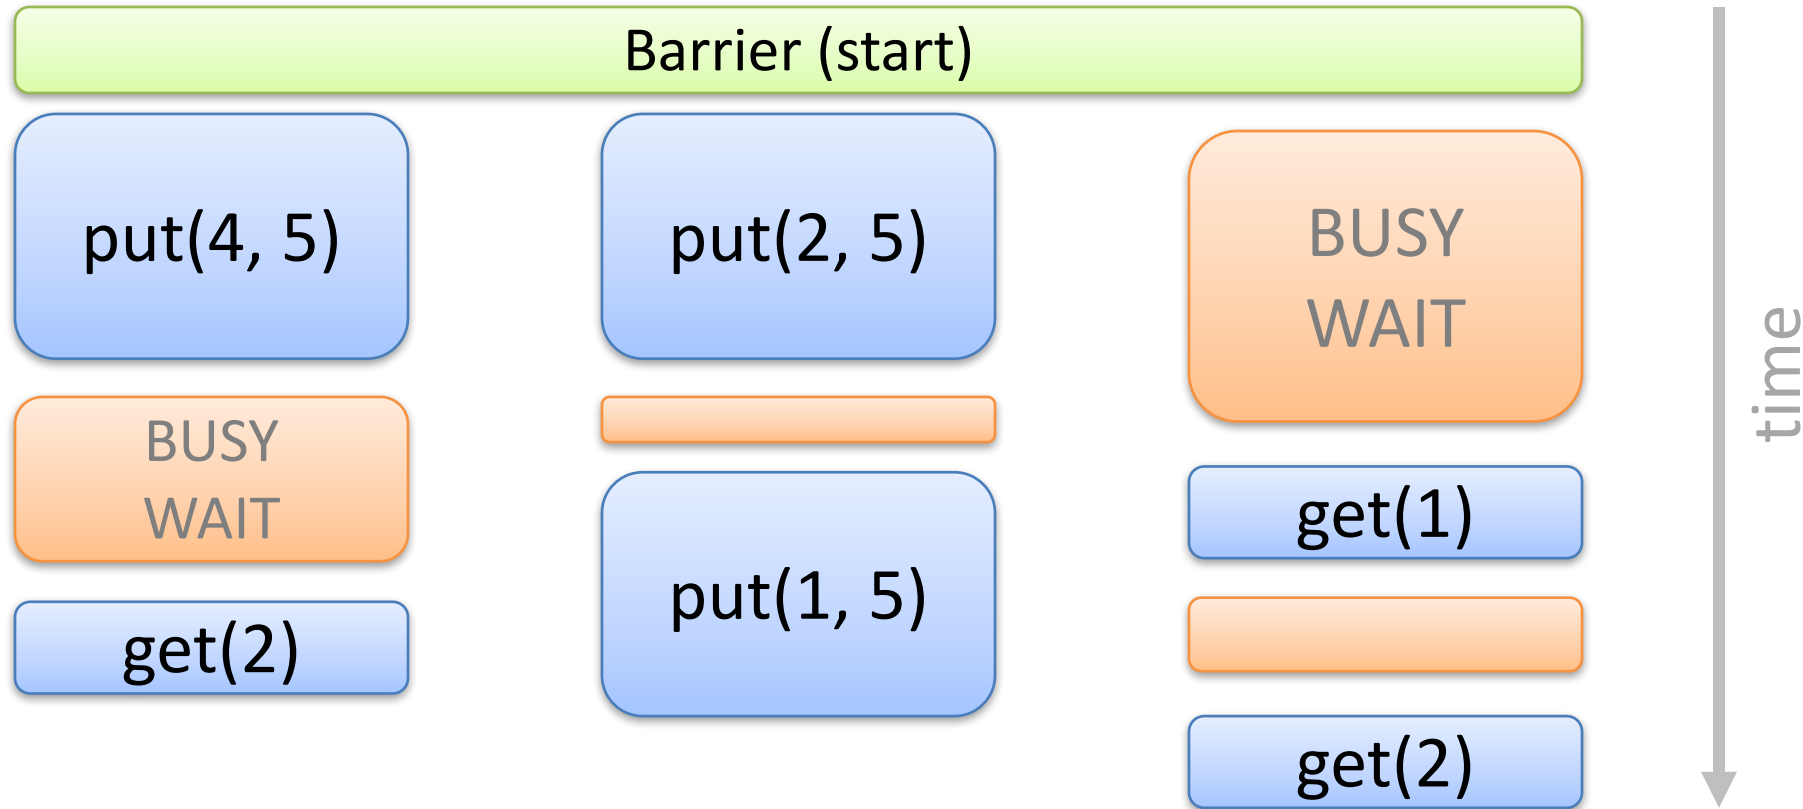 Barrier (start)
put(4, 5)
put(2, 5)
BUSY
WAIT
BUSY
WAIT
get(1)
put(1, 5)
get(2)
get(2)
time